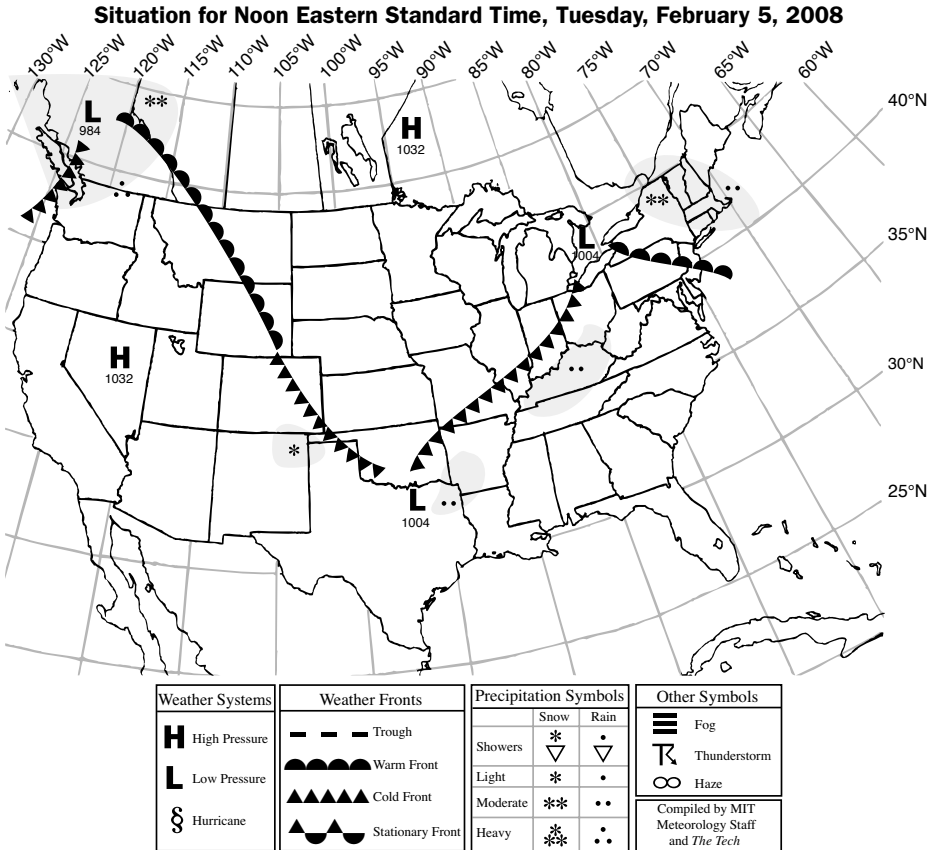 Situation for Noon Eastern Standard Time, Tuesday, February 5, 2008
130°W 125°W 120°W 115°W 110°W 105°W 100°W 95°W 90°W 85°W 80°W 75°W 70°W 65°W 60°W
40°N
35°N
30°N
25°N
L
984
H
1032
L
1004
H
1032
L
1004
Weather Systems
H High Pressure
L Low Pressure
§ Hurricane
Weather Fronts
Trough
Warm Front
Cold Front
Stationary Front
Precipitation Symbols
Snow Rain
Showers
Light
Moderate
Heavy
Other Symbols
Fog
Thunderstorm
Haze
Compiled by MIT
Meteorology Staff
and The Tech